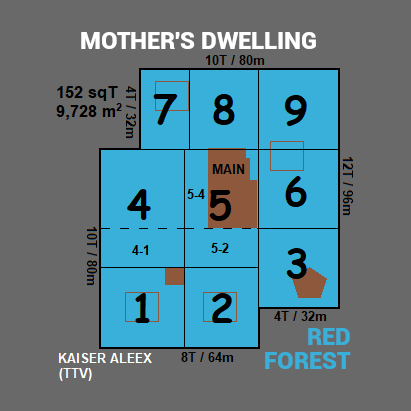 MOTHER'S DWELLING
10T / 80m
152 sqT
9,728 m²
4T / 32m
7
8
9
MAIN
12T / 96m
4
5-4
5
6
10T / 80m
4-1
5-2
3
1
2
4T / 32m
RED
FOREST
KAISER ALEEX
(TTV)
8T / 64m